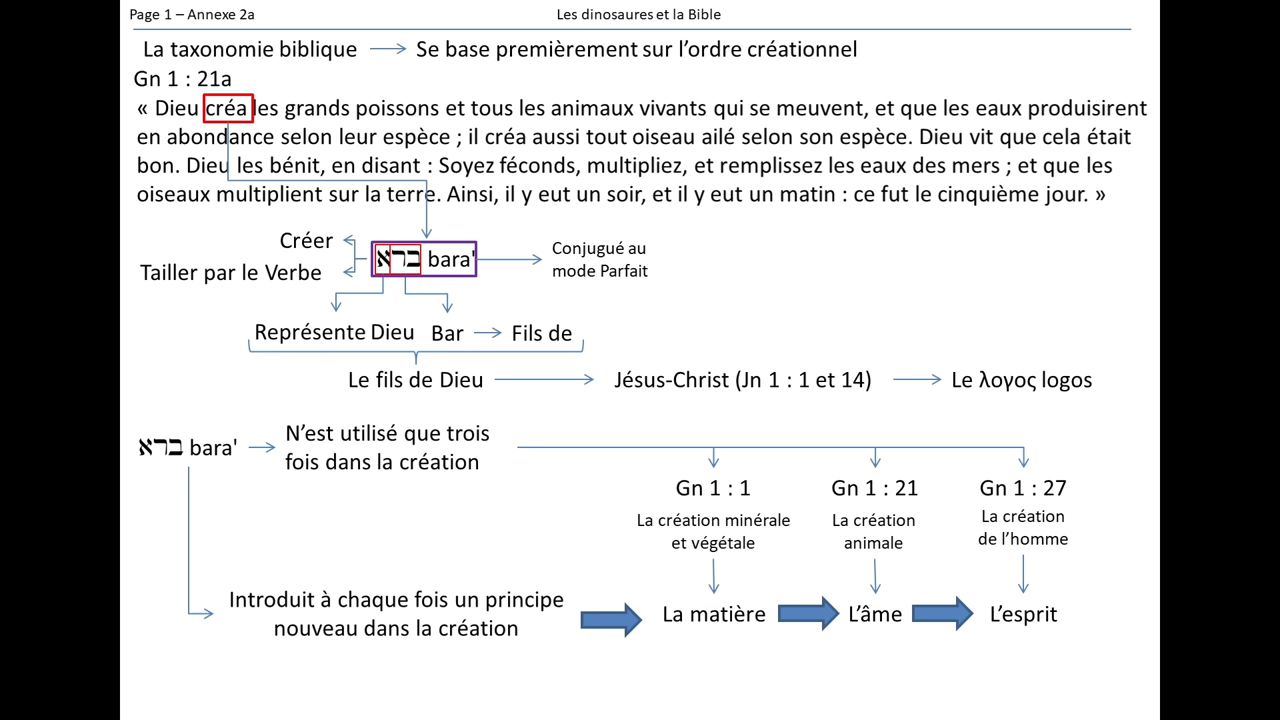 Page 1 – Annexe 2a
Les dinosaures et la Bible
La taxonomie biblique
Se base premièrement sur l’ordre créationnel
Gn 1 : 21a
« Dieu créa les grands poissons et tous les animaux vivants qui se meuvent, et que les eaux produisirent
en abondance selon leur espèce ; il créa aussi tout oiseau ailé selon son espèce. Dieu vit que cela était
bon. Dieu les bénit, en disant : Soyez féconds, multipliez, et remplissez les eaux des mers ; et que les
oiseaux multiplient sur la terre. Ainsi, il y eut un soir, et il y eut un matin : ce fut le cinquième jour. »
Créer
Tailler par le Verbe
ברא bara'
Conjugué au
mode Parfait
Représente Dieu
Bar
Fils de
Le fils de Dieu
Jésus-Christ (Jn 1 : 1 et 14)
Le λογος logos
ברא bara'
N’est utilisé que trois
fois dans la création
Gn 1 : 1
La création minérale
et végétale
Gn 1 : 21
La création
animale
Gn 1 : 27
La création
de l’homme
Introduit à chaque fois un principe
nouveau dans la création
La matière
L’âme
L’esprit